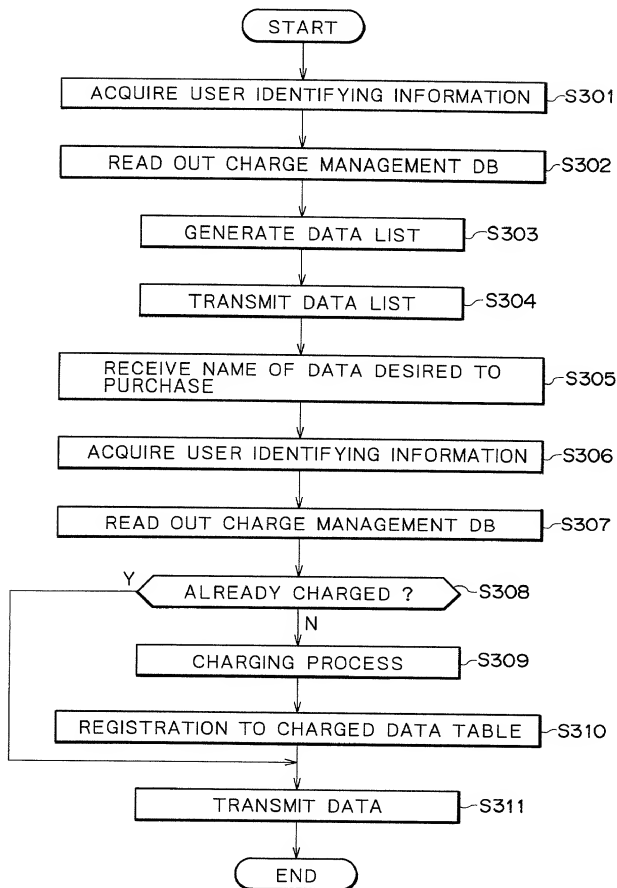 START
ACQUIRE USER IDENTIFYING INFORMATION
S301
READ OUT CHARGE MANAGEMENT DB
S302
GENERATE DATA LIST
S303
TRANSMIT DATA LIST
S304
RECEIVE NAME OF DATA DESIRED TO
PURCHASE
S305
ACQUIRE USER IDENTIFYING INFORMATION
S306
READ OUT CHARGE MANAGEMENT DB
S307
Y
ALREADY CHARGED ?
S308
N
CHARGING PROCESS
S309
REGISTRATION TO CHARGED DATA TABLE
S310
TRANSMIT DATA
S311
END